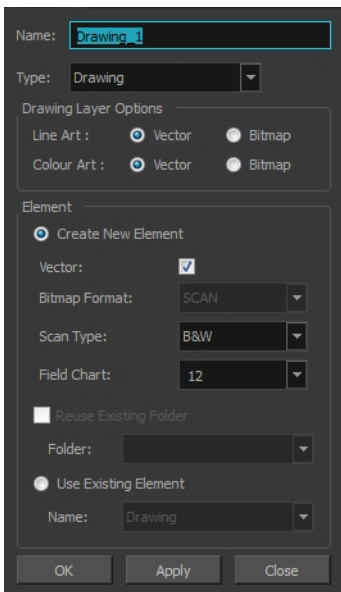 Name: Drawing_1
Type: Drawing
Drawing Layer Options
Line Art : Vector Bitmap
Colour Art : Vector Bitmap
Element
Create New Element
Vector:
Bitmap Format: SCAN
Scan Type: B&W
Field Chart: 12
Reuse Existing Folder
Folder:
Use Existing Element
Name: Drawing
OK Apply Close